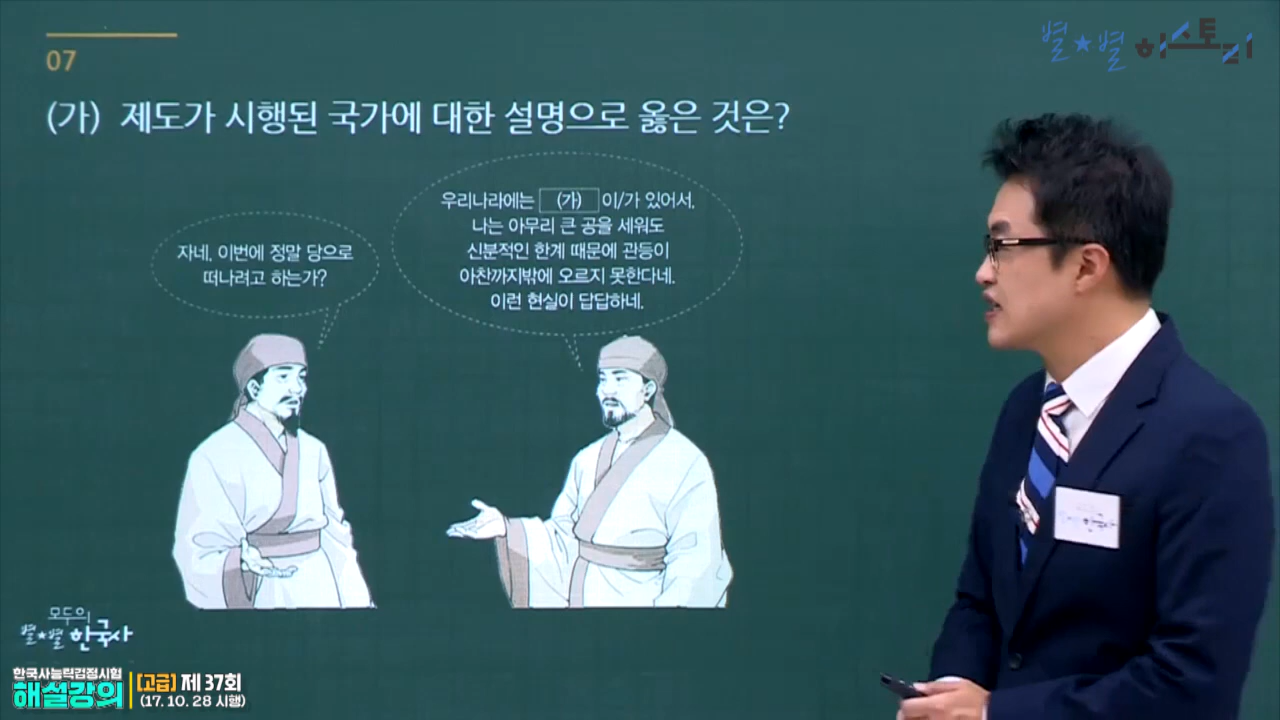 07
별★별 히스토리
(가) 제도가 시행된 국가에 대한 설명으로 옳은 것은?
우리나라에는 (가) 이/가 있어서,
나는 아무리 큰 공을 세워도
신분적인 한계 때문에 관등이
아찬까지밖에 오르지 못한다네.
이런 현실이 답답하네.
자네, 이번에 정말 당으로
떠나려고 하는가?
모두의
별★별 한국사
한국사능력검정시험
해설강의
[고급] 제 37회
(17. 10. 28 시행)